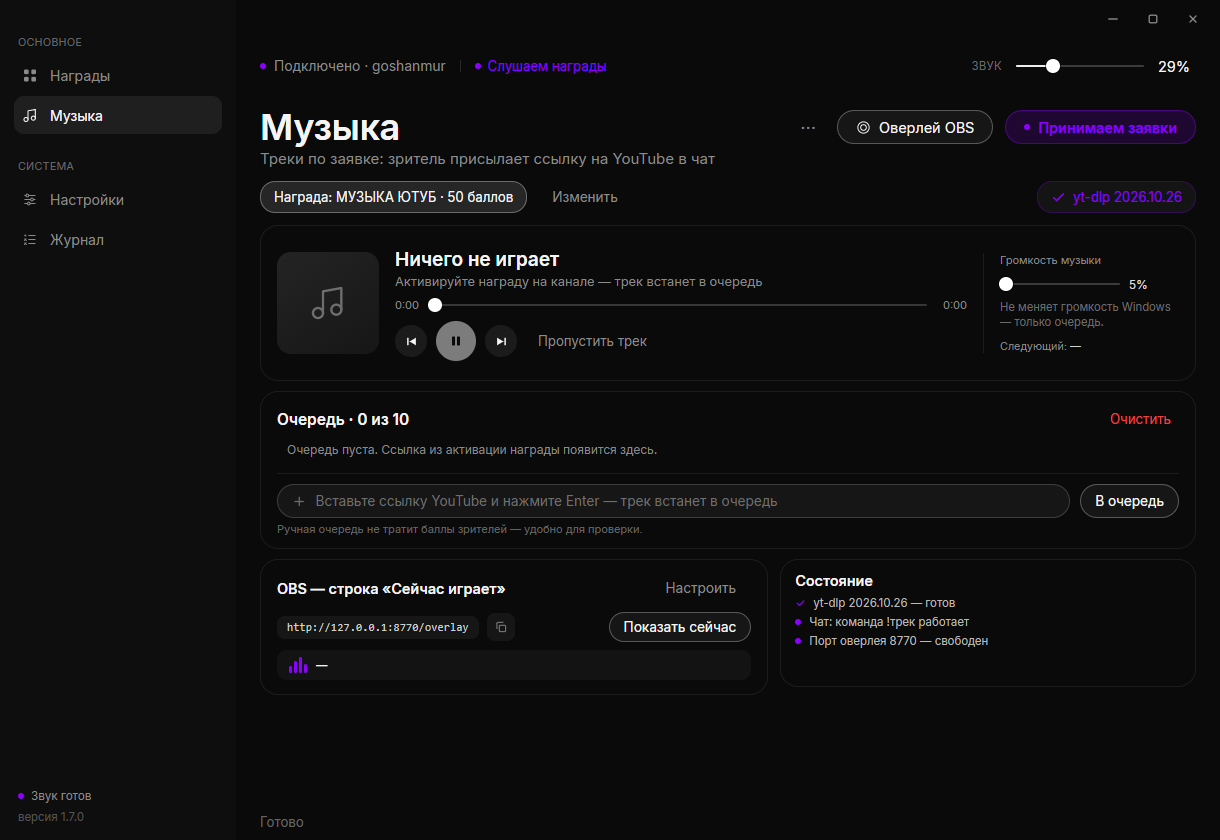 ОСНОВНОЕ
Награды
Музыка
СИСТЕМА
Настройки
Журнал
Звук готов
версия 1.7.0
Подключено · goshanmur
Слушаем награды
ЗВУК
29%
Музыка
Треки по заявке: зритель присылает ссылку на YouTube в чат
Оверлей OBS
Принимаем заявки
Награда: МУЗЫКА ЮТУБ · 50 баллов
Изменить
yt-dlp 2026.10.26
Ничего не играет
Активируйте награду на канале — трек встанет в очередь
0:00
0:00
Пропустить трек
Громкость музыки
5%
Не меняет громкость Windows
— только очередь.
Следующий: —
Очередь · 0 из 10
Очистить
Очередь пуста. Ссылка из активации награды появится здесь.
Вставьте ссылку YouTube и нажмите Enter — трек встанет в очередь
В очередь
Ручная очередь не тратит баллы зрителей — удобно для проверки.
OBS — строка «Сейчас играет»
Настроить
http://127.0.0.1:8770/overlay
Показать сейчас
—
Состояние
yt-dlp 2026.10.26 — готов
Чат: команда !трек работает
Порт оверлея 8770 — свободен
Готово